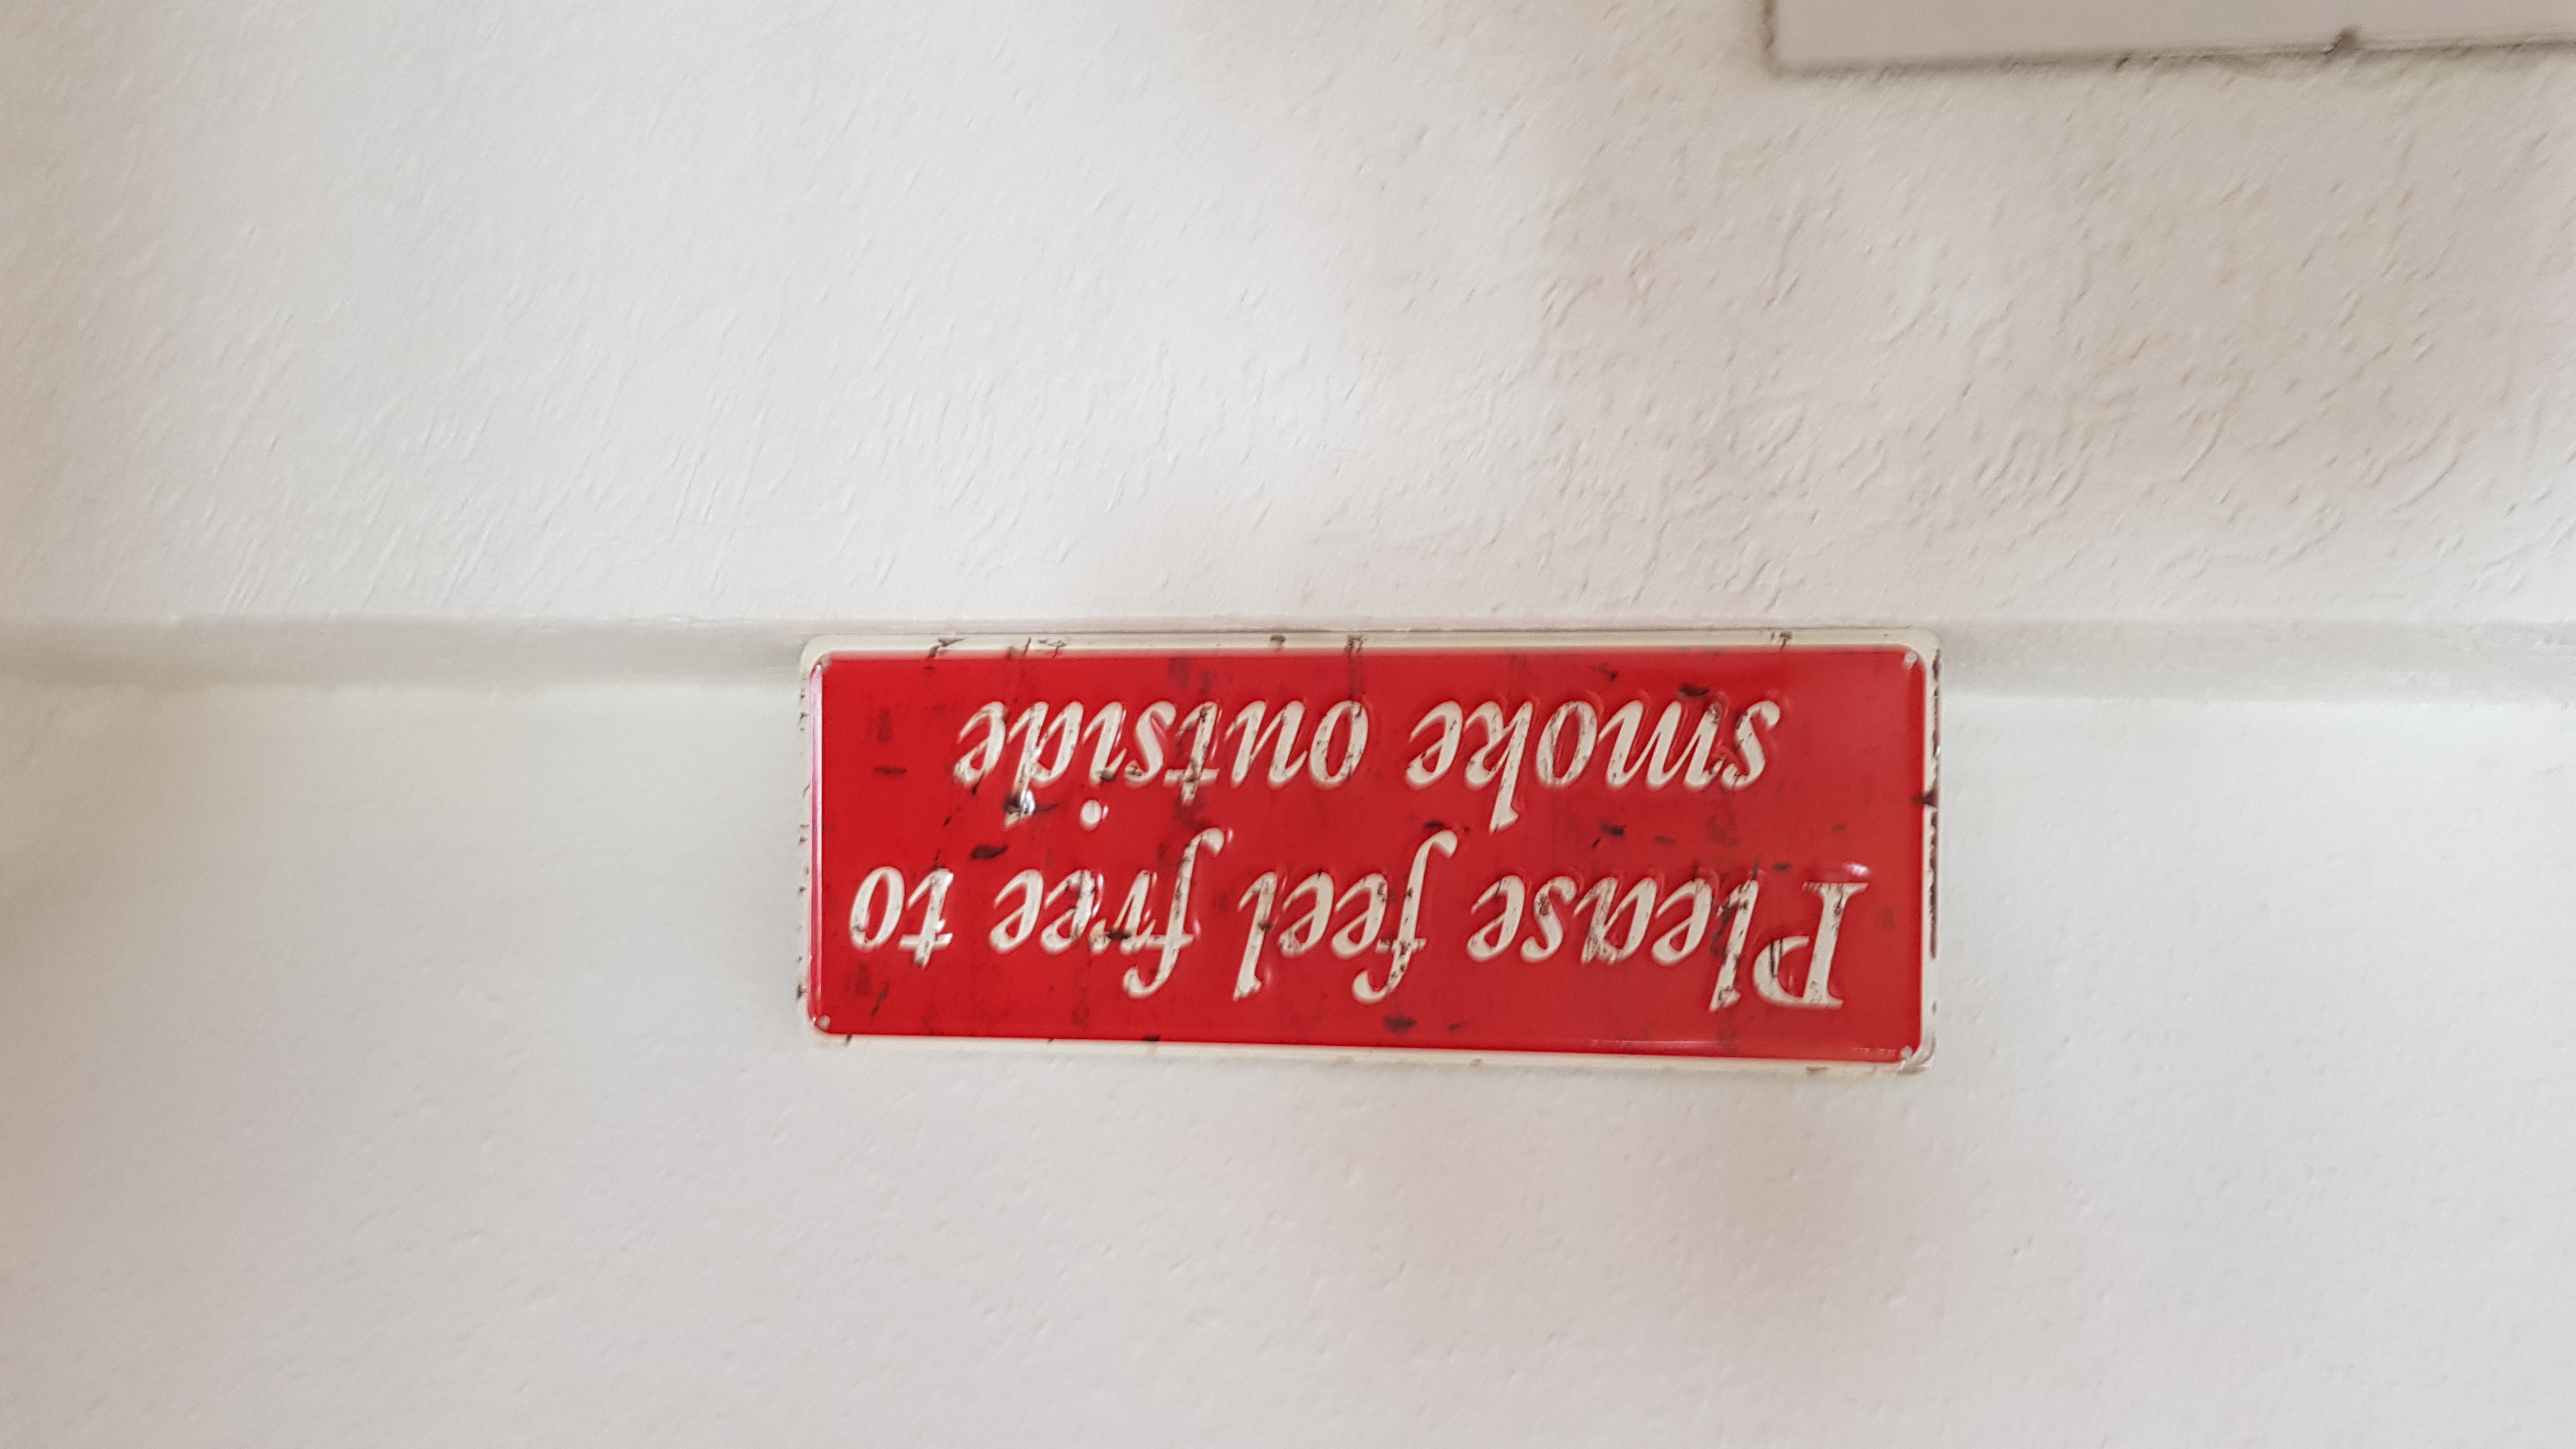 Please feel free to
smoke outside